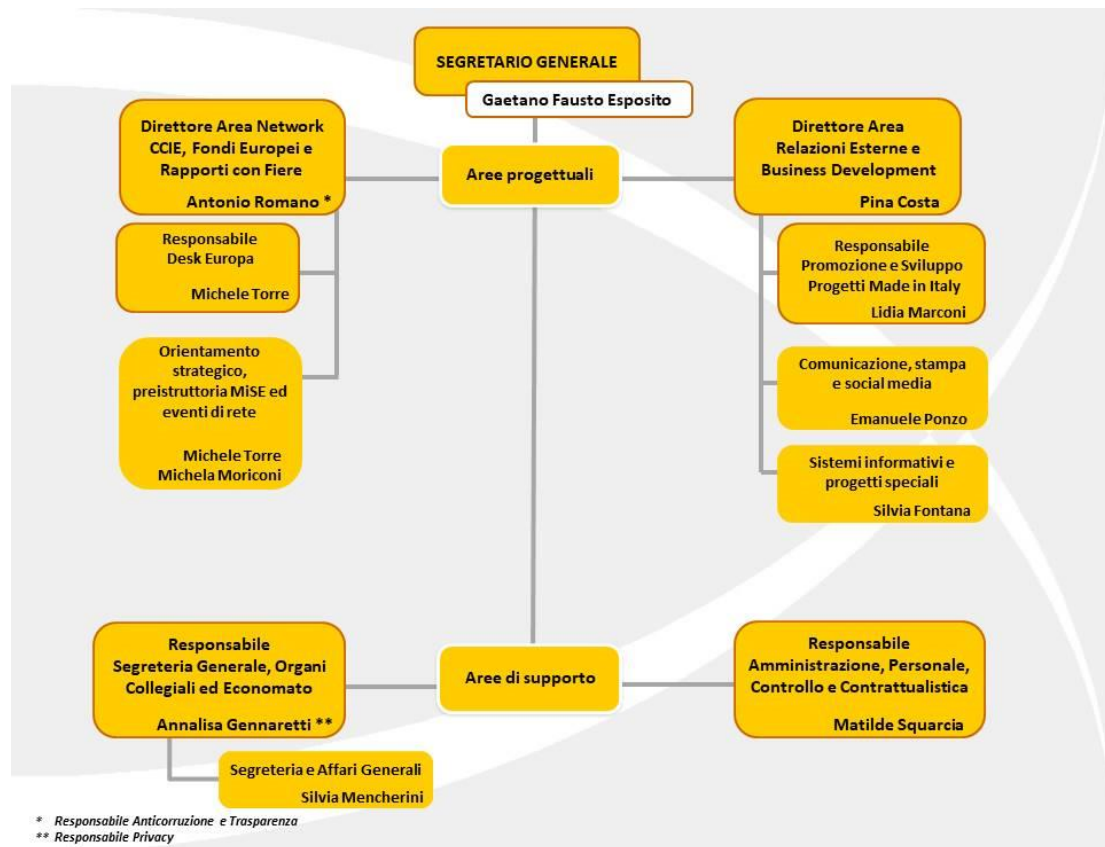 SEGRETARIO GENERALE
Gaetano Fausto Esposito
Direttore Area Network
CCIE, Fondi Europei e
Rapporti con Fiere
Antonio Romano *
Aree progettuali
Direttore Area
Relazioni Esterne e
Business Development
Pina Costa
Responsabile
Desk Europa
Michele Torre
Orientamento
strategico,
preistruttoria MiSE ed
eventi di rete
Michele Torre
Michela Moriconi
Responsabile
Promozione e Sviluppo
Progetti Made in Italy
Lidia Marconi
Comunicazione, stampa
e social media
Emanuele Ponzo
Sistemi informativi e
progetti speciali
Silvia Fontana
Responsabile
Segreteria Generale, Organi
Collegiali ed Economato
Annalisa Gennaretti **
Aree di supporto
Responsabile
Amministrazione, Personale,
Controllo e Contrattualistica
Matilde Squarcia
Segreteria e Affari Generali
Silvia Mencherini
* Responsabile Anticorruzione e Trasparenza
** Responsabile Privacy